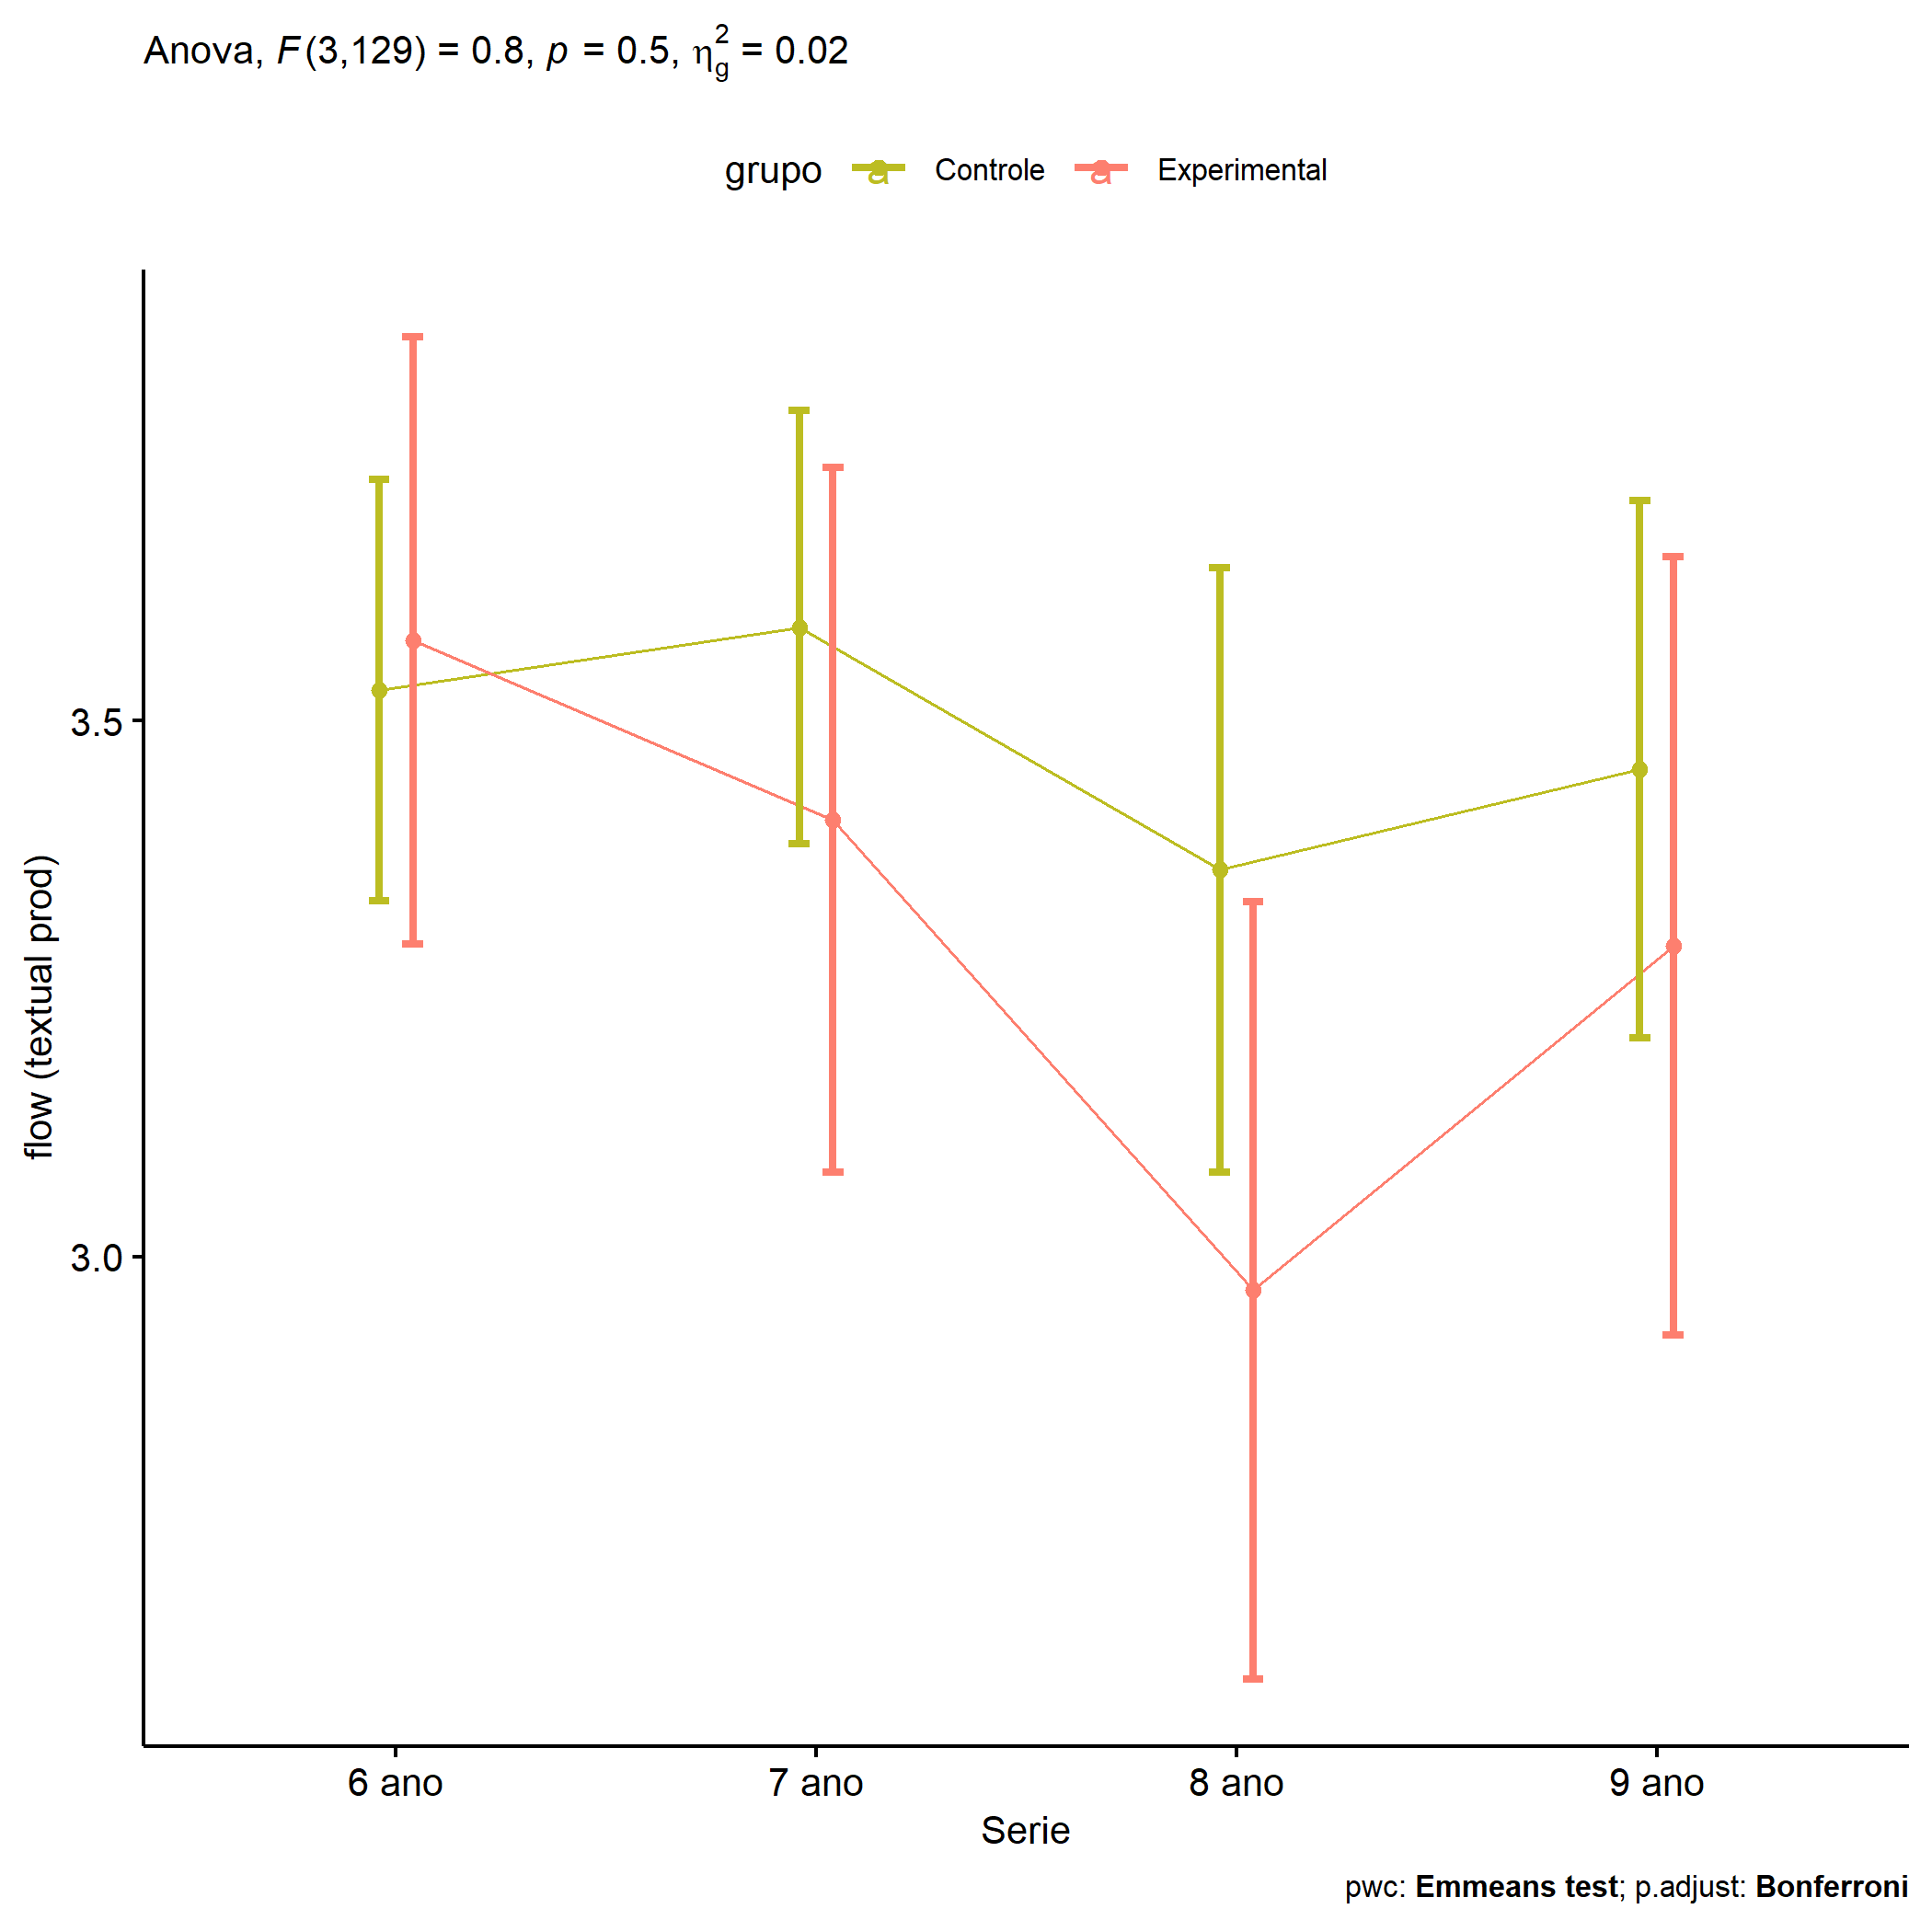 Anova, F(3,129) = 0.8, p = 0.5, η²g = 0.02
grupo a Controle a Experimental
flow (textual prod)
3.5
3.0
6 ano 7 ano 8 ano 9 ano
Serie
pwc: Emmeans test; p.adjust: Bonferroni